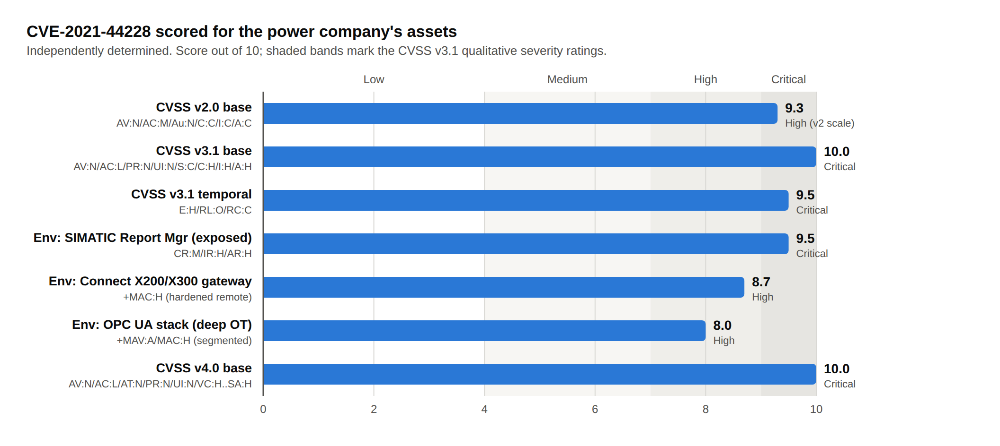 CVE-2021-44228 scored for the power company's assets
Independently determined. Score out of 10; shaded bands mark the CVSS v3.1 qualitative severity ratings.
Low Medium High Critical
CVSS v2.0 base
AV:N/AC:M/Au:N/C:C/I:C/A:C
9.3
High (v2 scale)
CVSS v3.1 base
AV:N/AC:L/PR:N/UI:N/S:C/C:H/I:H/A:H
10.0
Critical
CVSS v3.1 temporal
E:H/RL:O/RC:C
9.5
Critical
Env: SIMATIC Report Mgr (exposed)
CR:M/IR:H/AR:H
9.5
Critical
Env: Connect X200/X300 gateway
+MAC:H (hardened remote)
8.7
High
Env: OPC UA stack (deep OT)
+MAV:A/MAC:H (segmented)
8.0
High
CVSS v4.0 base
AV:N/AC:L/AT:N/PR:N/UI:N/VC:H..SA:H
10.0
Critical
0 2 4 6 8 10